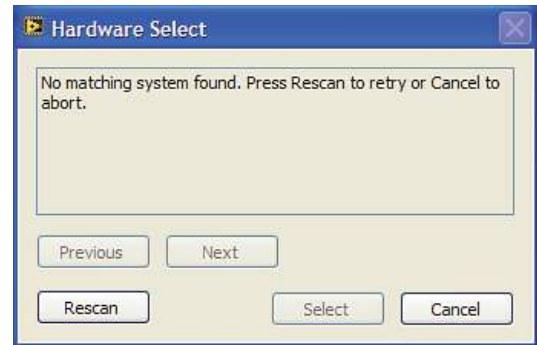 Hardware Select
No matching system found. Press Rescan to retry or Cancel to
abort.
Previous Next
Rescan Select Cancel